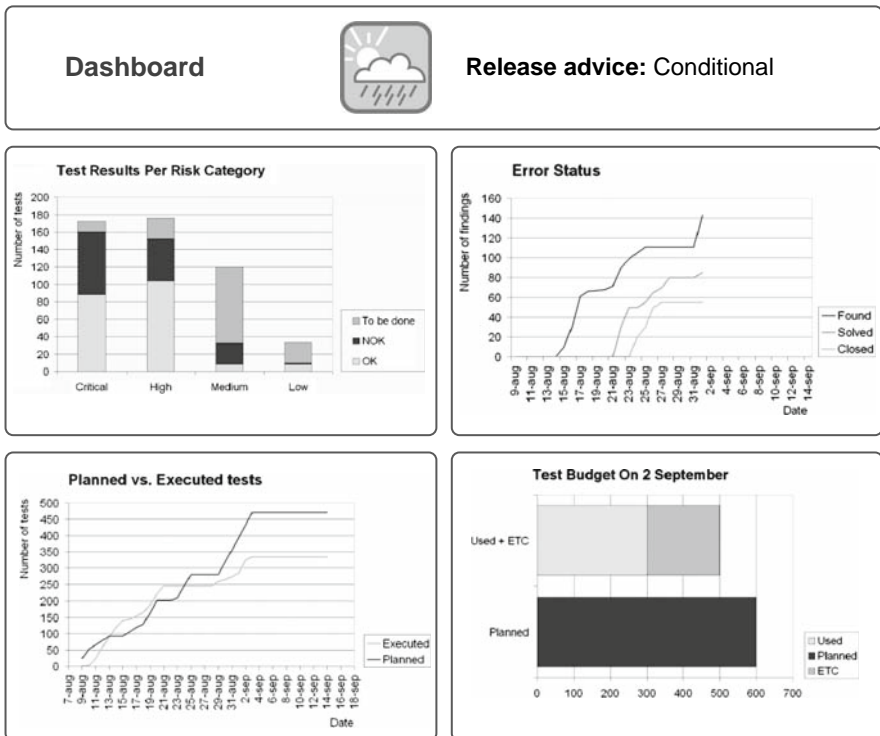 Dashboard
Release advice: Conditional
Test Results Per Risk Category
Number of tests
200
180
160
140
120
100
80
60
40
20
0
Critical High Medium Low
To be done
NOK
OK
Error Status
Number of findings
160
140
120
100
80
60
40
20
0
9-aug
11-aug
13-aug
15-aug
17-aug
19-aug
21-aug
23-aug
25-aug
27-aug
29-aug
31-aug
2-sep
4-sep
6-sep
8-sep
10-sep
12-sep
14-sep
Date
Found
Solved
Closed
Planned vs. Executed tests
Number of tests
500
450
400
350
300
250
200
150
100
50
0
7-aug
9-aug
11-aug
13-aug
15-aug
17-aug
19-aug
21-aug
23-aug
25-aug
27-aug
29-aug
31-aug
2-sep
4-sep
6-sep
8-sep
10-sep
12-sep
14-sep
16-sep
18-sep
Date
Executed
Planned
Test Budget On 2 September
Used + ETC
Planned
0 100 200 300 400 500 600 700
Used
Planned
ETC